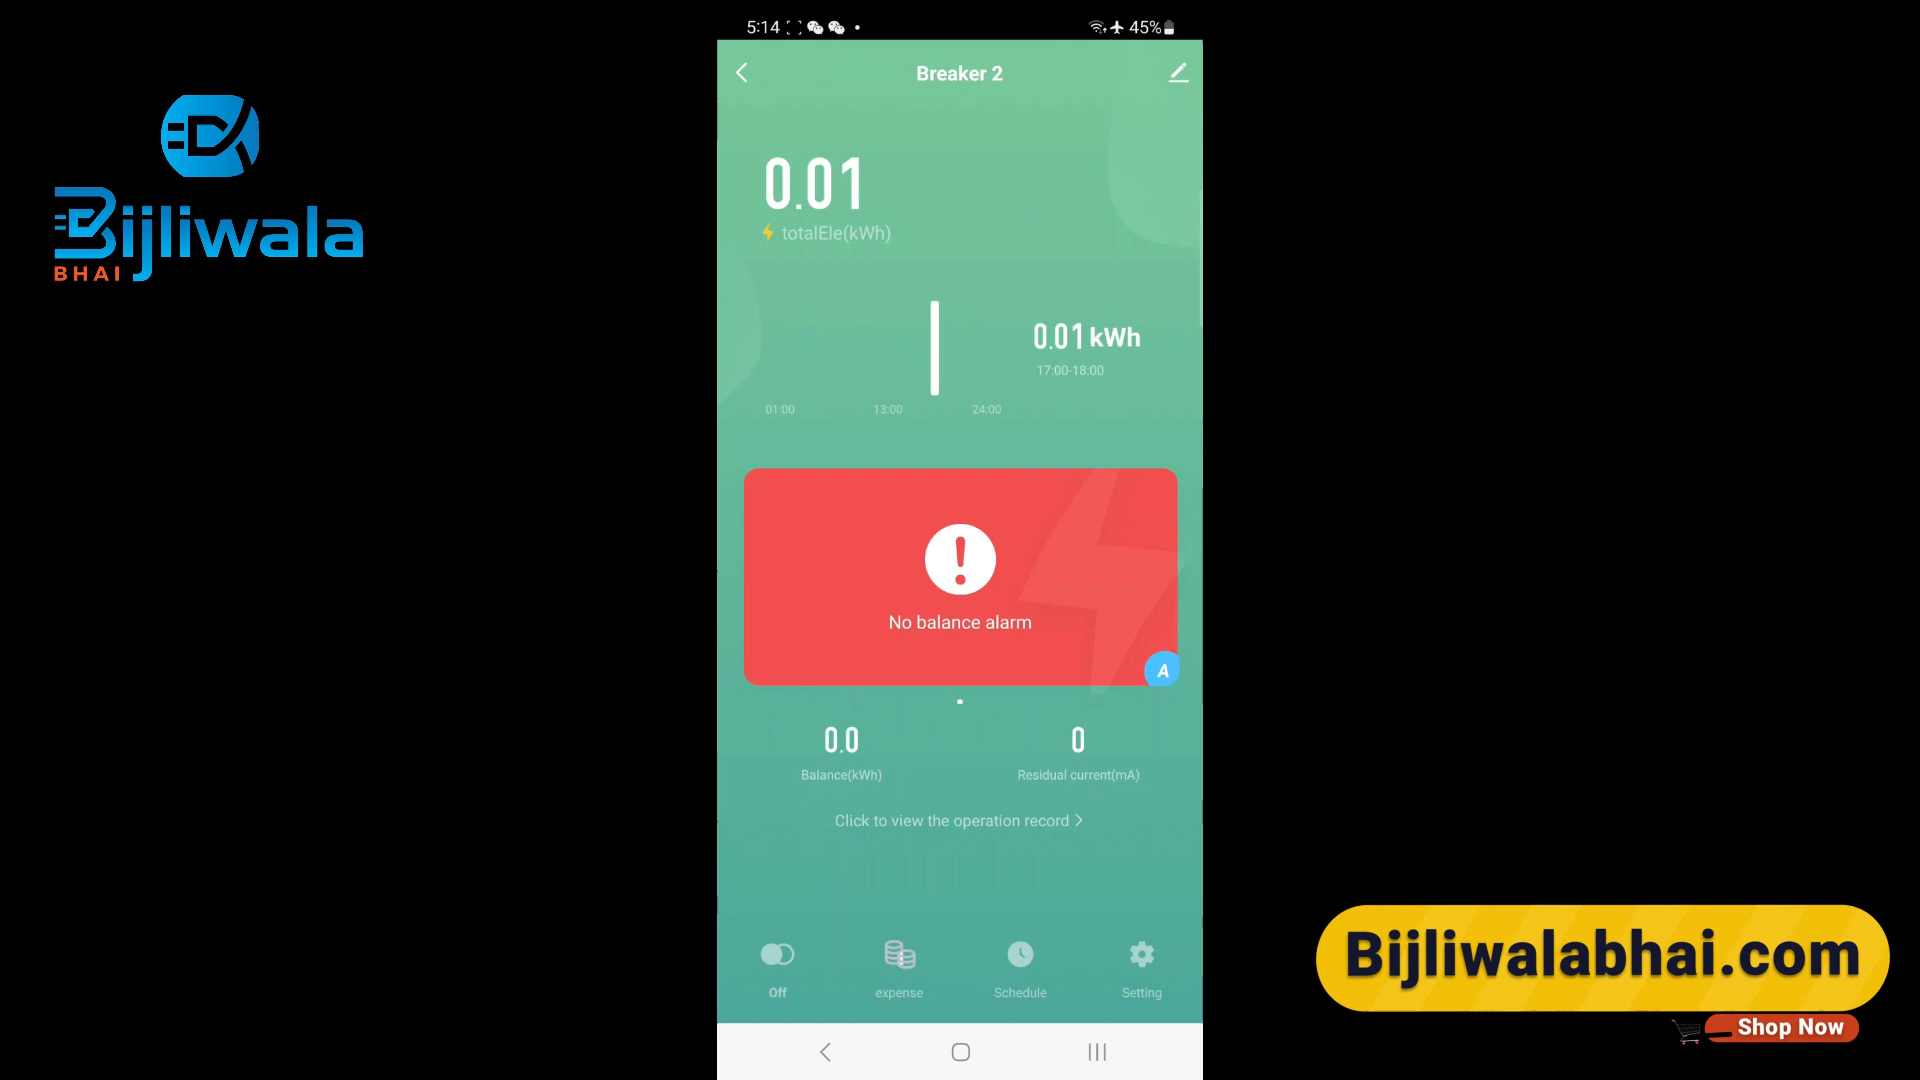 5:14
45%
Breaker 2
0.01
totalEle(kWh)
0.01 kWh
17:00-18:00
01:00 13:00 24:00
No balance alarm
A
0.0 0
Balance(kWh) Residual current(mA)
Click to view the operation record >
Off expense Schedule Setting
Bijliwala
BHAI
Bijliwalabhai.com
Shop Now